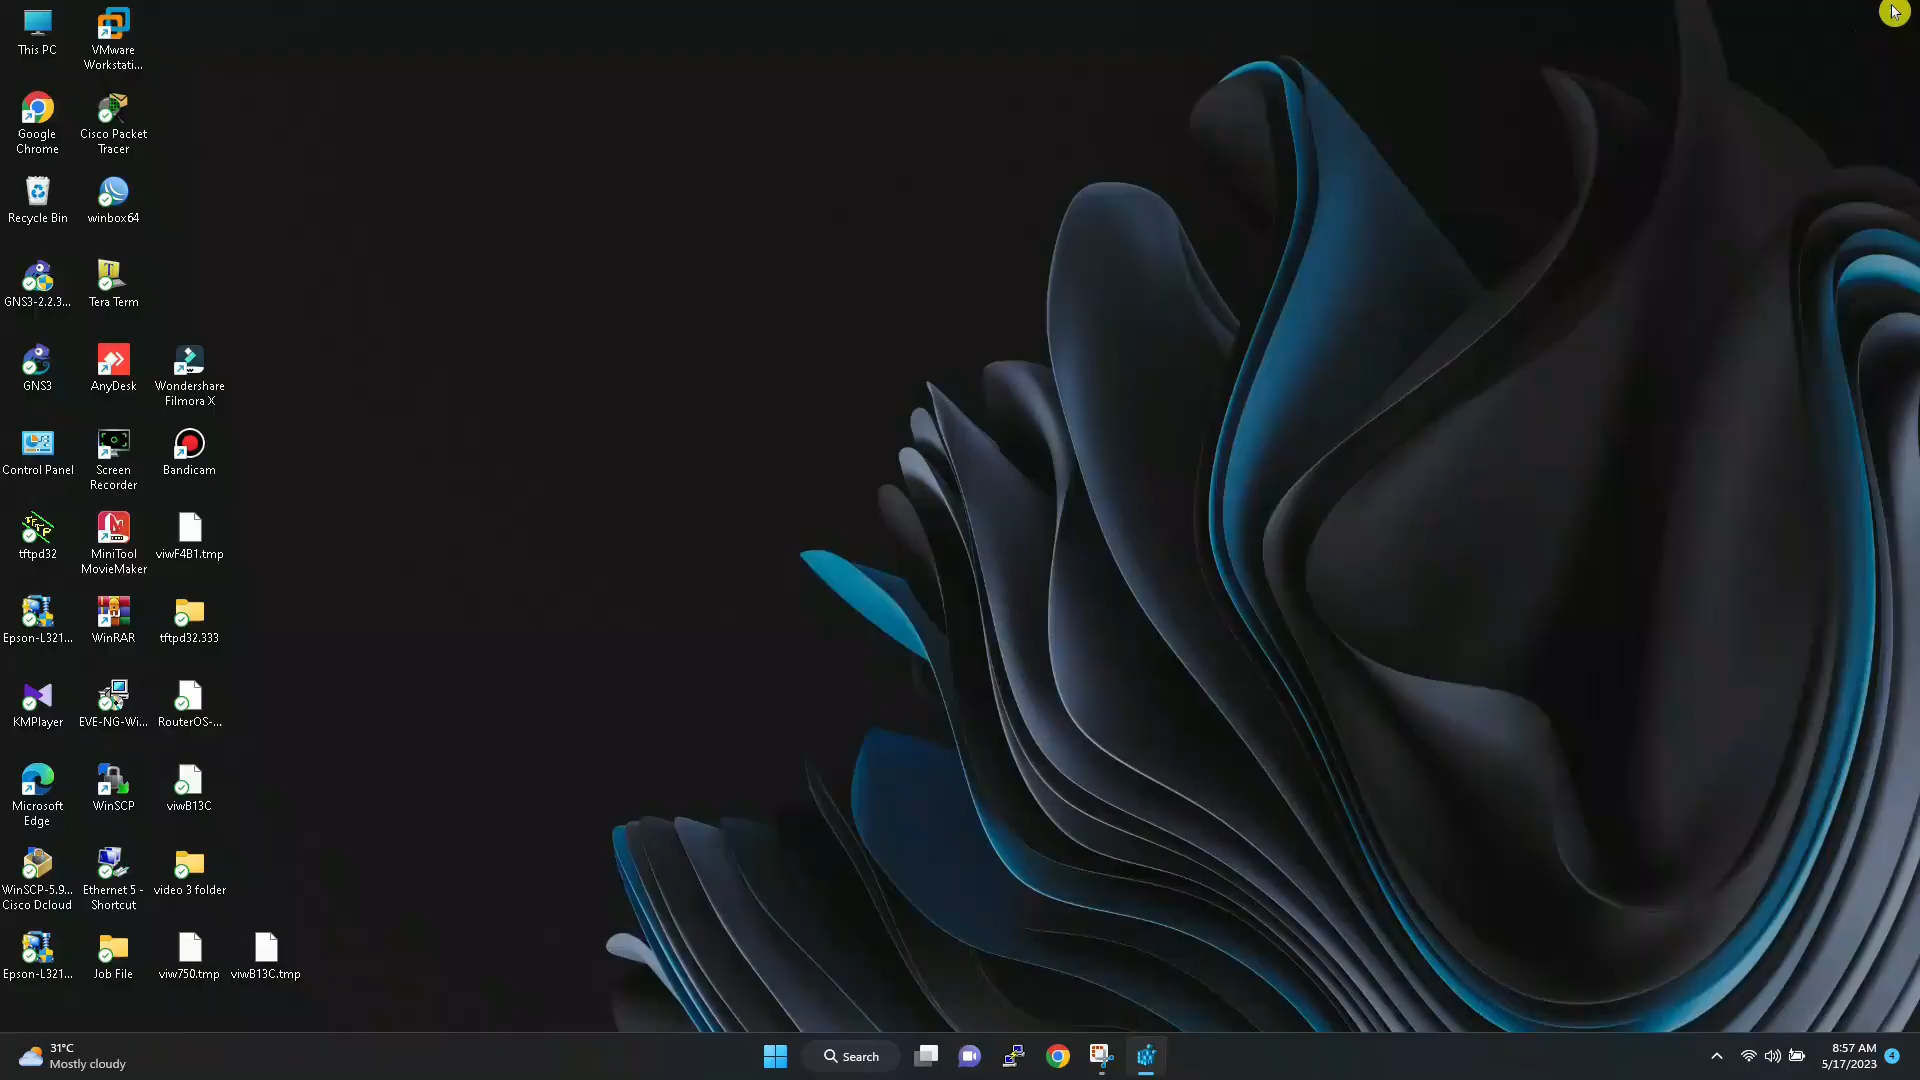 This PC
VMware
Workstati...
Google
Chrome
Cisco Packet
Tracer
Recycle Bin
winbox64
GNS3-2.2.3...
Tera Term
GNS3
AnyDesk
Wondershare
Filmora X
Control Panel
Screen
Recorder
Bandicam
tftpd32
MiniTool
MovieMaker
viwF4B1.tmp
Epson-L321...
WinRAR
tftpd32.333
KMPlayer
EVE-NG-Wi...
RouterOS-...
Microsoft
Edge
WinSCP
viwB13C
WinSCP-5.9...
Cisco Dcloud
Ethernet 5 -
Shortcut
video 3 folder
Epson-L321...
Job File
viw750.tmp
viwB13C.tmp
31°C
Mostly cloudy
Search
8:57 AM
5/17/2023
4